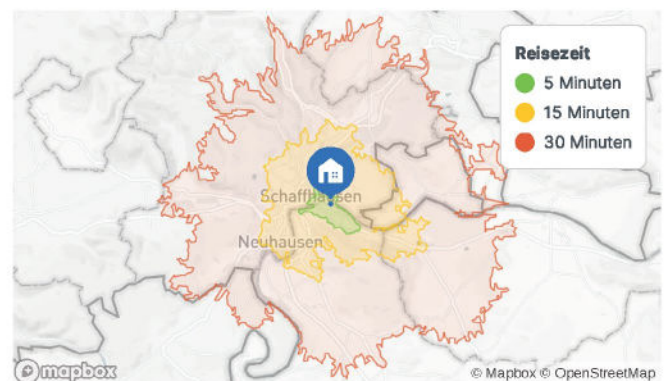 Reisezeit
5 Minuten
15 Minuten
30 Minuten
Schaffhausen
Neuhausen
mapbox
© Mapbox © OpenStreetMap